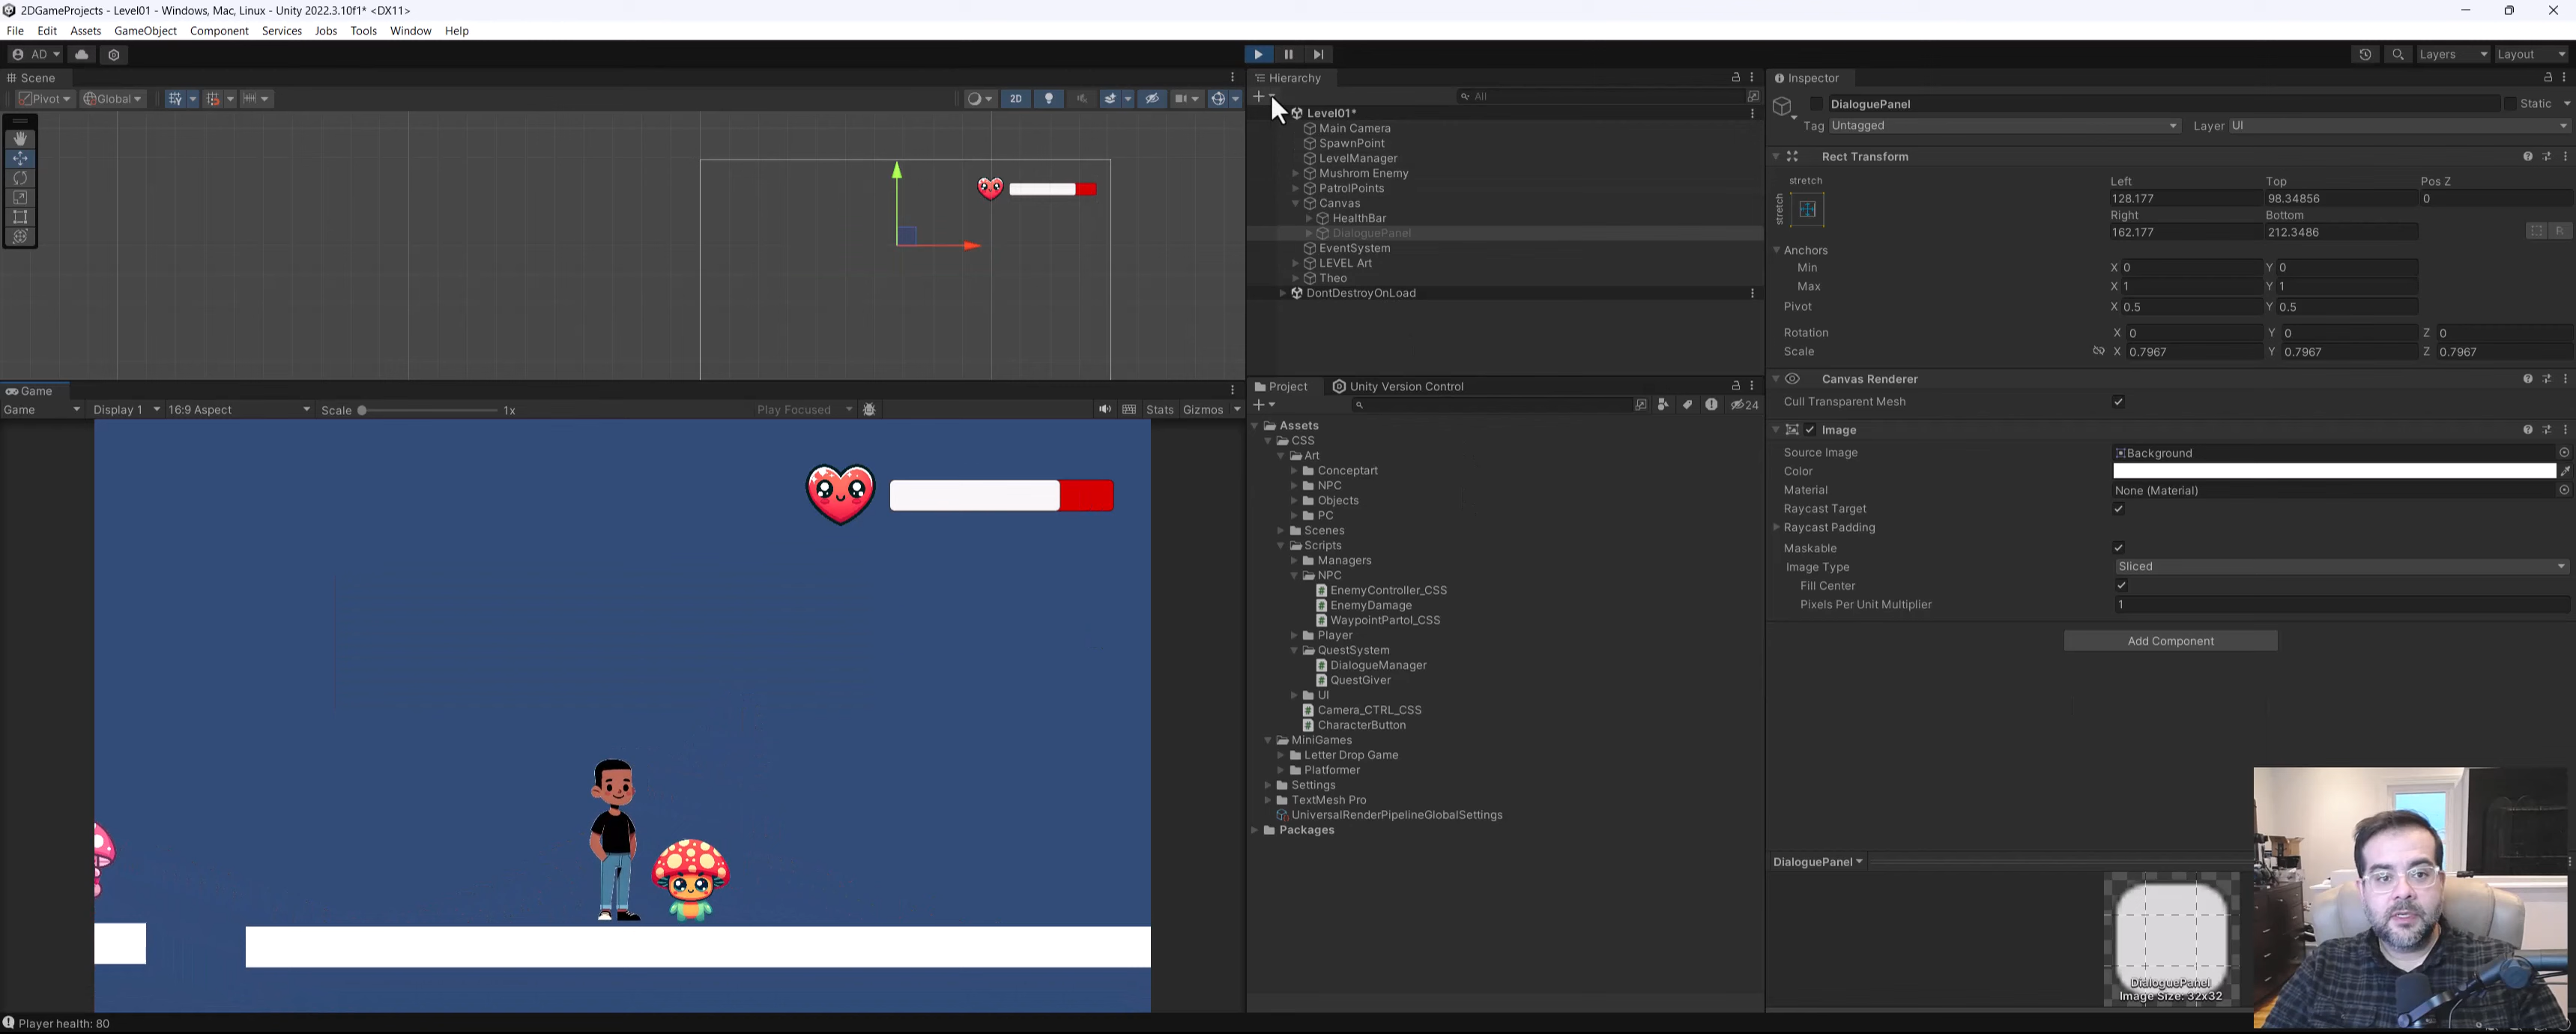 2DGameProjects - Level01 - Windows, Mac, Linux - Unity 2022.3.10f1* <DX11>
File Edit Assets GameObject Component Services Jobs Tools Window Help
AD
Layers Layout
Scene
Pivot Global
2D
Game
Game Display 1 16:9 Aspect Scale 1x Play Focused Stats Gizmos
Player health: 80
Hierarchy
All
Level01*
Main Camera
SpawnPoint
LevelManager
Mushrom Enemy
PatrolPoints
Canvas
HealthBar
DialoguePanel
EventSystem
LEVEL Art
Theo
DontDestroyOnLoad
Project Unity Version Control
24
Assets
CSS
Art
Conceptart
NPC
Objects
PC
Scenes
Scripts
Managers
NPC
EnemyController_CSS
EnemyDamage
WaypointPartol_CSS
Player
QuestSystem
DialogueManager
QuestGiver
UI
Camera_CTRL_CSS
CharacterButton
MiniGames
Letter Drop Game
Platformer
Settings
TextMesh Pro
UniversalRenderPipelineGlobalSettings
Packages
Inspector
DialoguePanel Static
Tag Untagged Layer UI
Rect Transform
stretch Left Top Pos Z
stretch 128.177 98.34856 0
Right Bottom
162.177 212.3486 R
Anchors
Min X 0 Y 0
Max X 1 Y 1
Pivot X 0.5 Y 0.5
Rotation X 0 Y 0 Z 0
Scale X 0.7967 Y 0.7967 Z 0.7967
Canvas Renderer
Cull Transparent Mesh
Image
Source Image Background
Color
Material None (Material)
Raycast Target
Raycast Padding
Maskable
Image Type Sliced
Fill Center
Pixels Per Unit Multiplier 1
Add Component
DialoguePanel
DialoguePanel
Image Size: 32x32